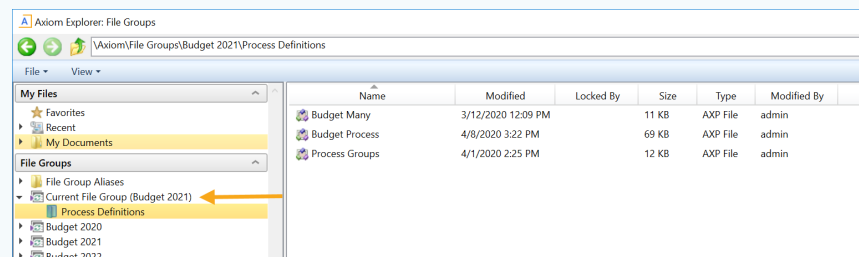 A Axiom Explorer: File Groups
\Axiom\File Groups\Budget 2021\Process Definitions
File View
My Files
Favorites
Recent
My Documents
File Groups
File Group Aliases
Current File Group (Budget 2021)
Process Definitions
Budget 2020
Budget 2021
Budget 2022
Name Modified Locked By Size Type Modified By
Budget Many 3/12/2020 12:09 PM 11 KB AXP File admin
Budget Process 4/8/2020 3:22 PM 69 KB AXP File admin
Process Groups 4/1/2020 2:25 PM 12 KB AXP File admin